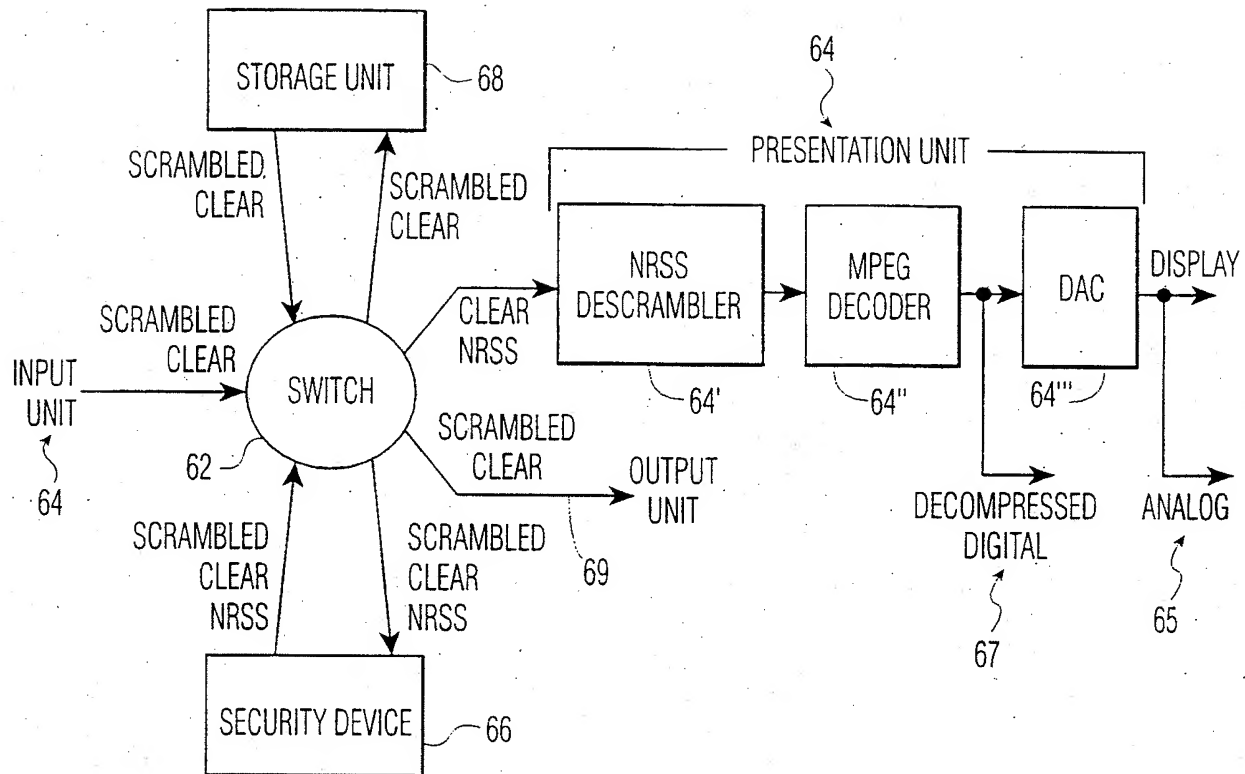 STORAGE UNIT
68
SCRAMBLED.
CLEAR
SCRAMBLED
CLEAR
64
PRESENTATION UNIT
NRSS
DESCRAMBLER
64'
MPEG
DECODER
64"
DAC
64'''
DISPLAY
SCRAMBLED
CLEAR
INPUT
UNIT
64
SWITCH
62
CLEAR
NRSS
SCRAMBLED
CLEAR
69
OUTPUT
UNIT
DECOMPRESSED
DIGITAL
67
ANALOG
65
SCRAMBLED
CLEAR
NRSS
SCRAMBLED
CLEAR
NRSS
SECURITY DEVICE
66